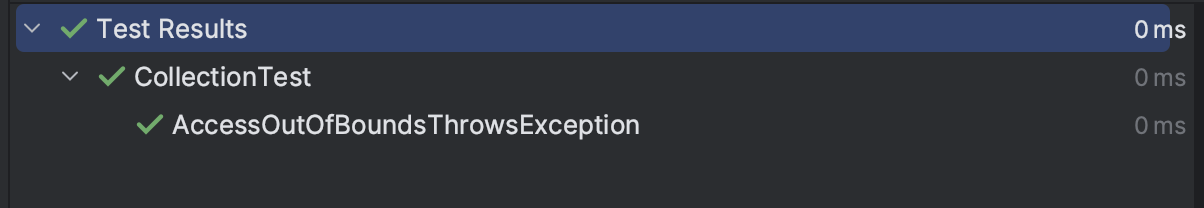 Test Results 0 ms
CollectionTest 0 ms
AccessOutOfBoundsThrowsException 0 ms